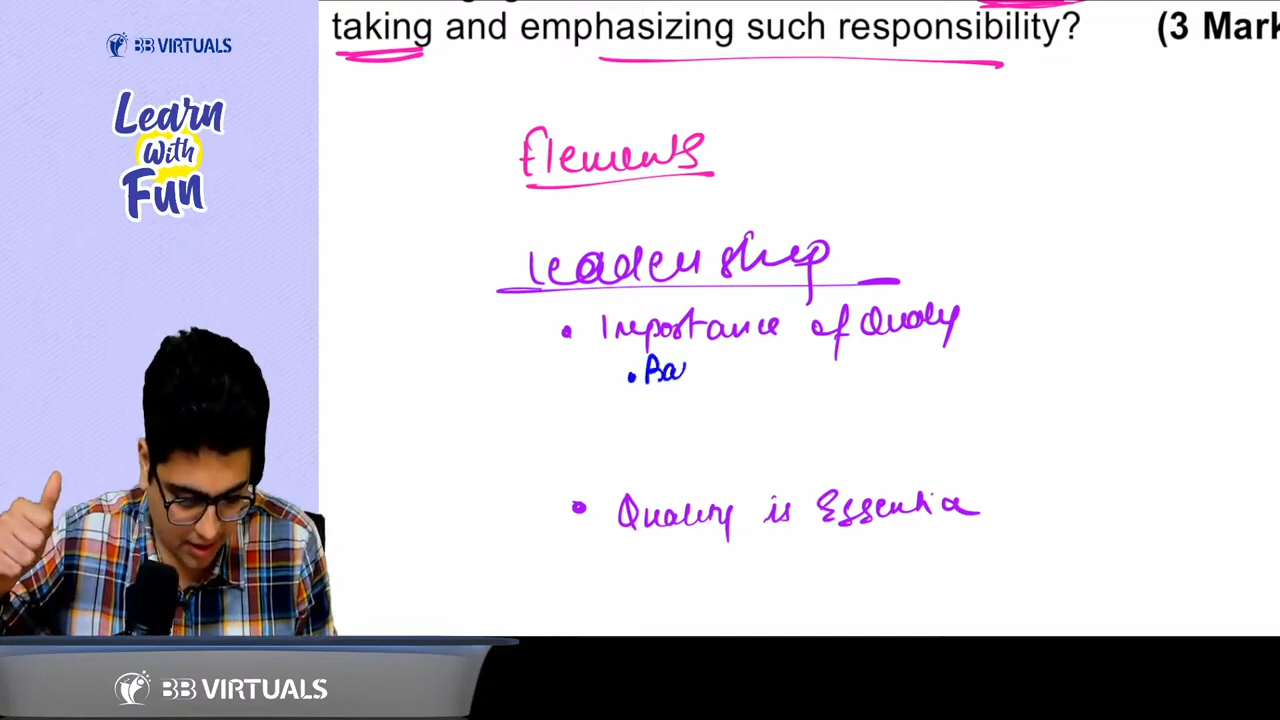 BB VIRTUALS
Learn
with
Fun
taking and emphasizing such responsibility? (3 Mark
Elements
Leadership
• Importance of Quality
• Ba
• Quality is Essentia
BB VIRTUALS